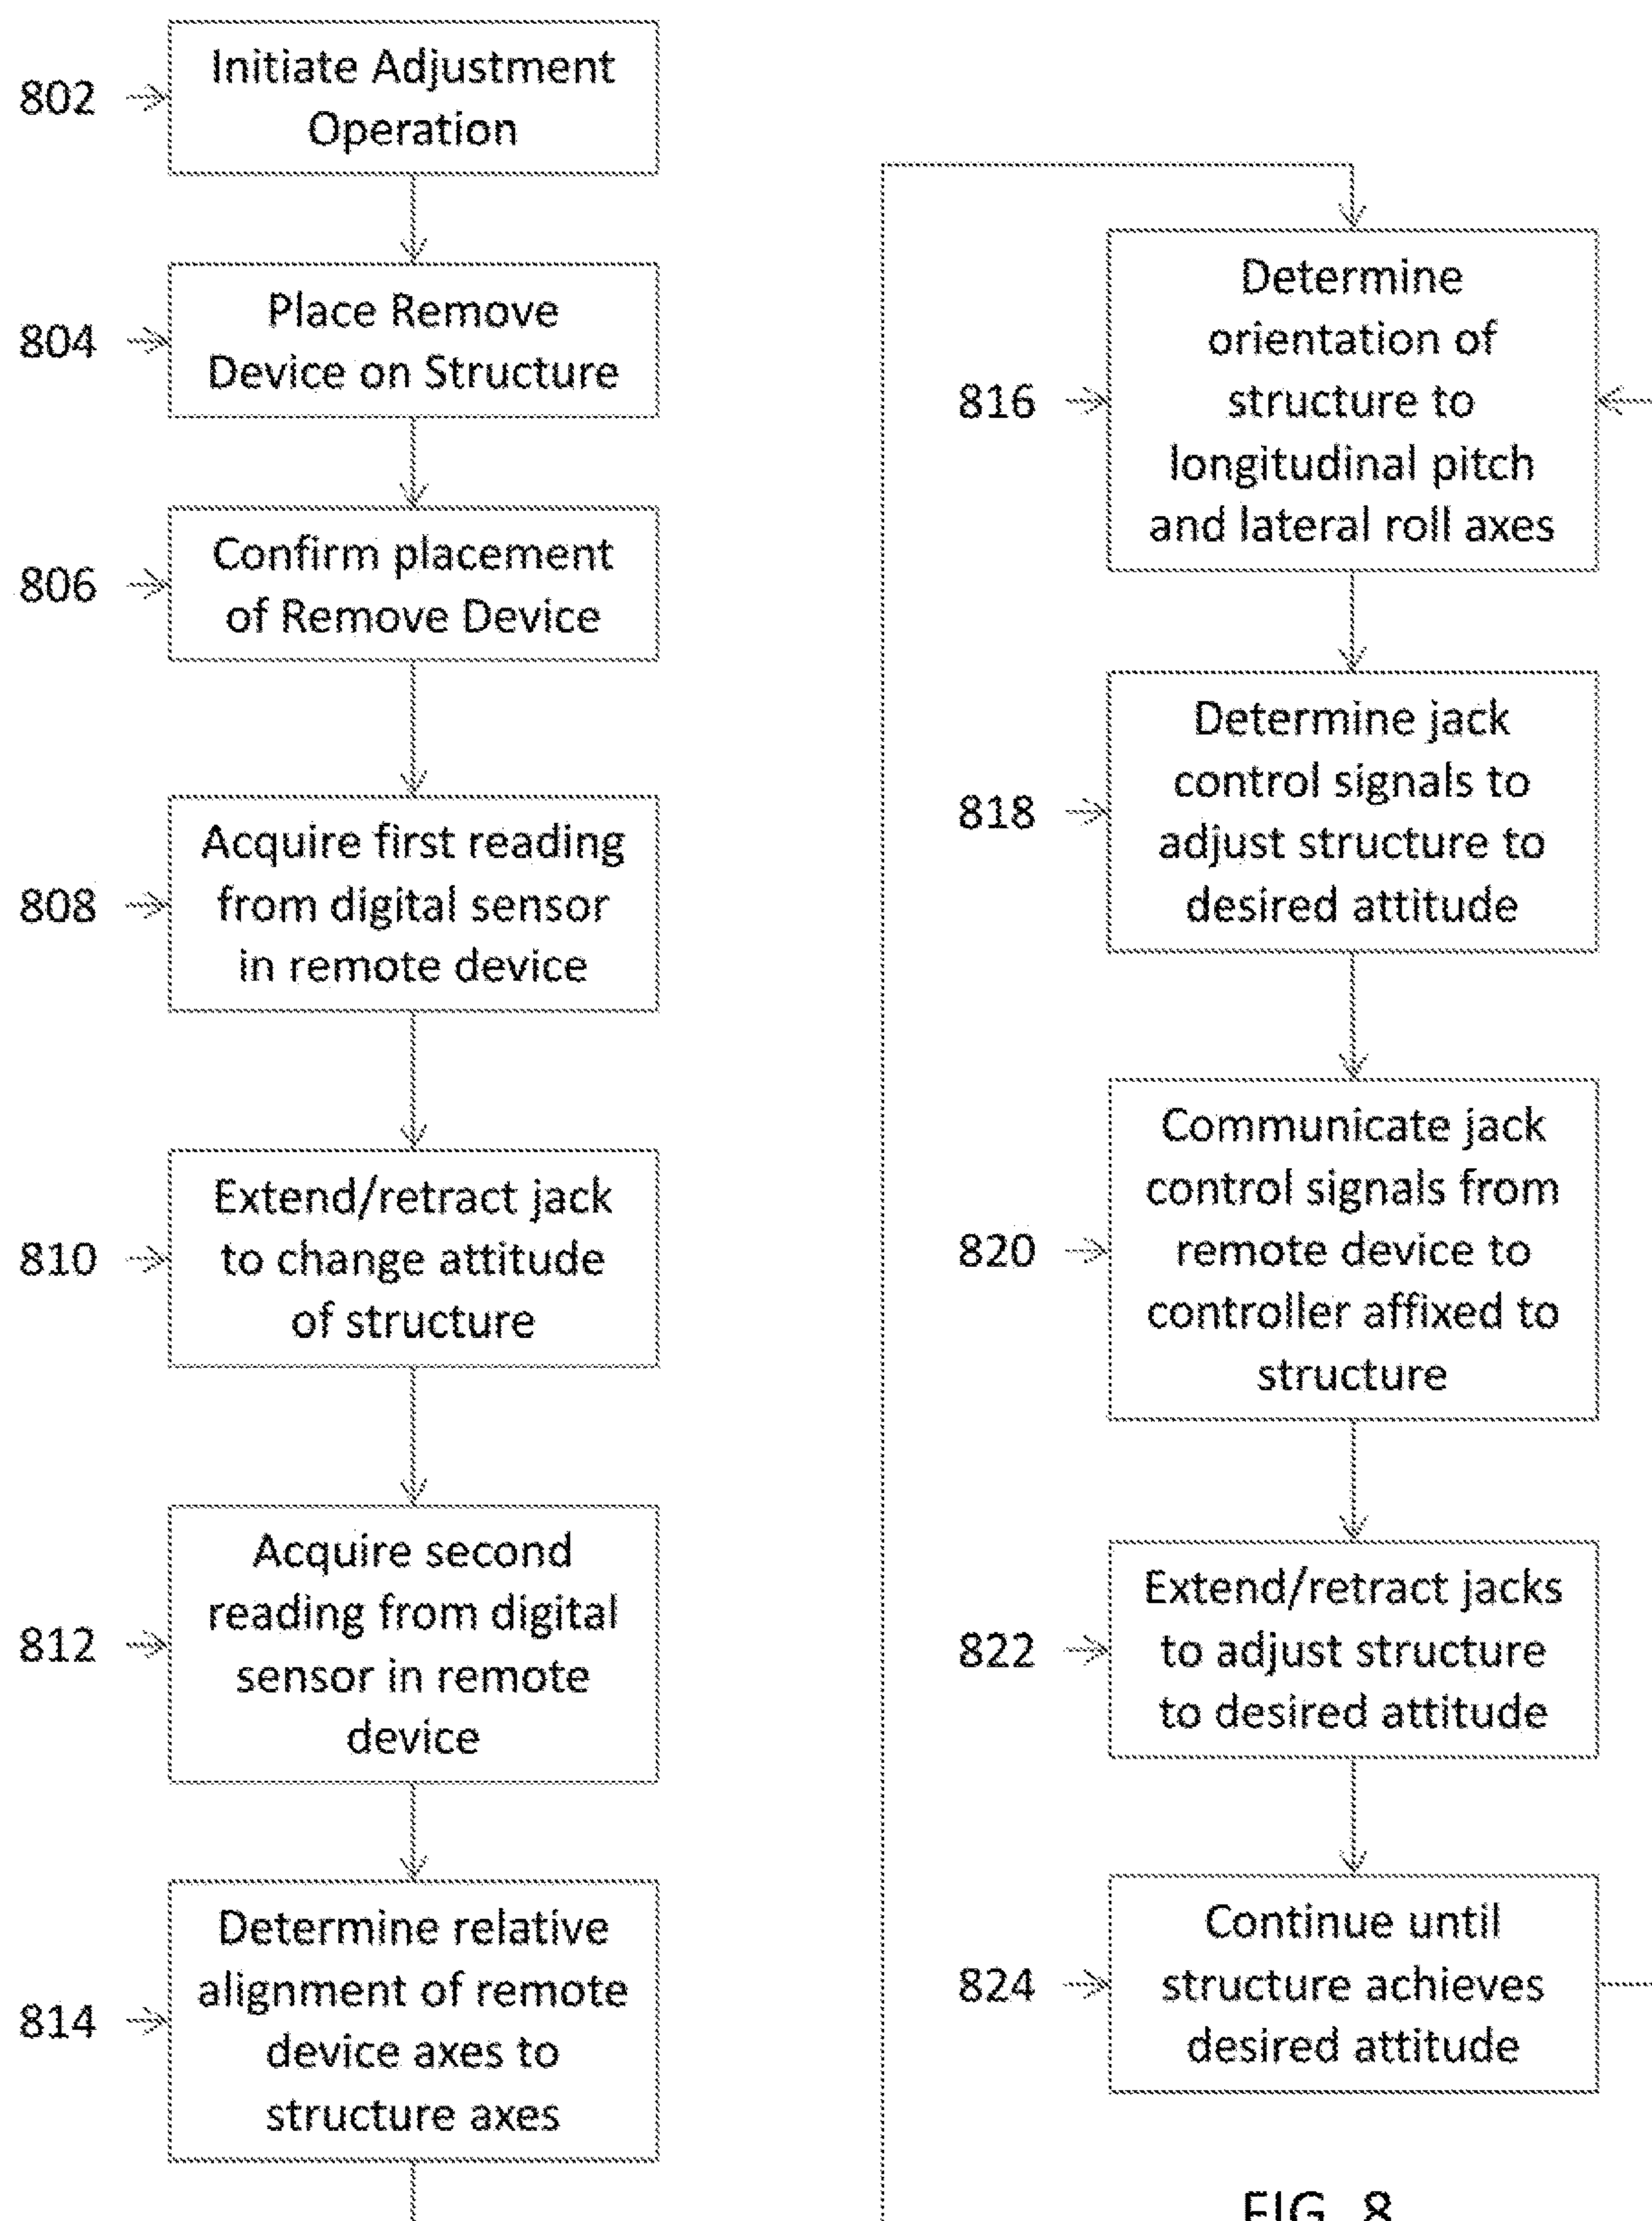 802
Initiate Adjustment
Operation
804
Place Remove
Device on Structure
806
Confirm placement
of Remove Device
808
Acquire first reading
from digital sensor
in remote device
810
Extend/retract jack
to change attitude
of structure
812
Acquire second
reading from digital
sensor in remote
device
814
Determine relative
alignment of remote
device axes to
structure axes
816
Determine
orientation of
structure to
longitudinal pitch
and lateral roll axes
818
Determine jack
control signals to
adjust structure to
desired attitude
820
Communicate jack
control signals from
remote device to
controller affixed to
structure
822
Extend/retract jacks
to adjust structure
to desired attitude
824
Continue until
structure achieves
desired attitude
FIG. 8